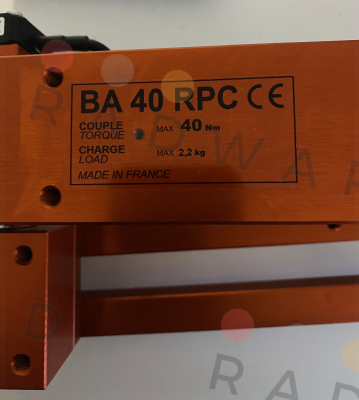 BA 40 RPC CE
COUPLE
TORQUE MAX 40 Nm
CHARGE
LOAD MAX 2,2 kg
MADE IN FRANCE